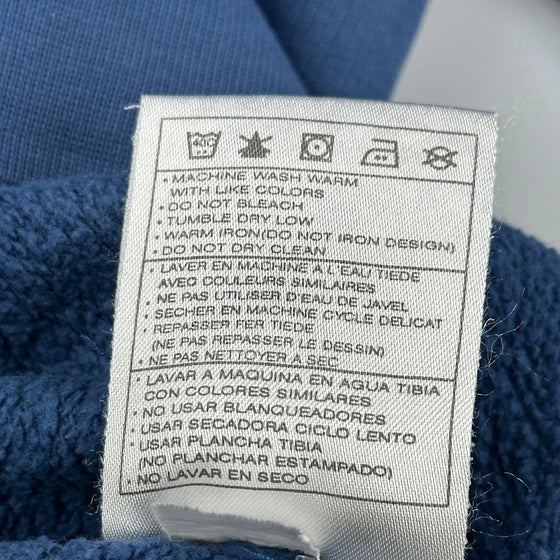 40C
• MACHINE WASH WARM
WITH LIKE COLORS
• DO NOT BLEACH
• TUMBLE DRY LOW
• WARM IRON(DO NOT IRON DESIGN)
• DO NOT DRY CLEAN
• LAVER EN MACHINE A L'EAU TIEDE
AVEC COULEURS SIMILAIRES
• NE PAS UTILISER D'EAU DE JAVEL
• SECHER EN MACHINE CYCLE DELICAT
• REPASSER FER TIEDE
(NE PAS REPASSER LE DESSIN)
• NE PAS NETTOYER A SEC
• LAVAR A MAQUINA EN AGUA TIBIA
CON COLORES SIMILARES
• NO USAR BLANQUEADORES
• USAR SECADORA CICLO LENTO
• USAR PLANCHA TIBIA
(NO PLANCHAR ESTAMPADO)
• NO LAVAR EN SECO